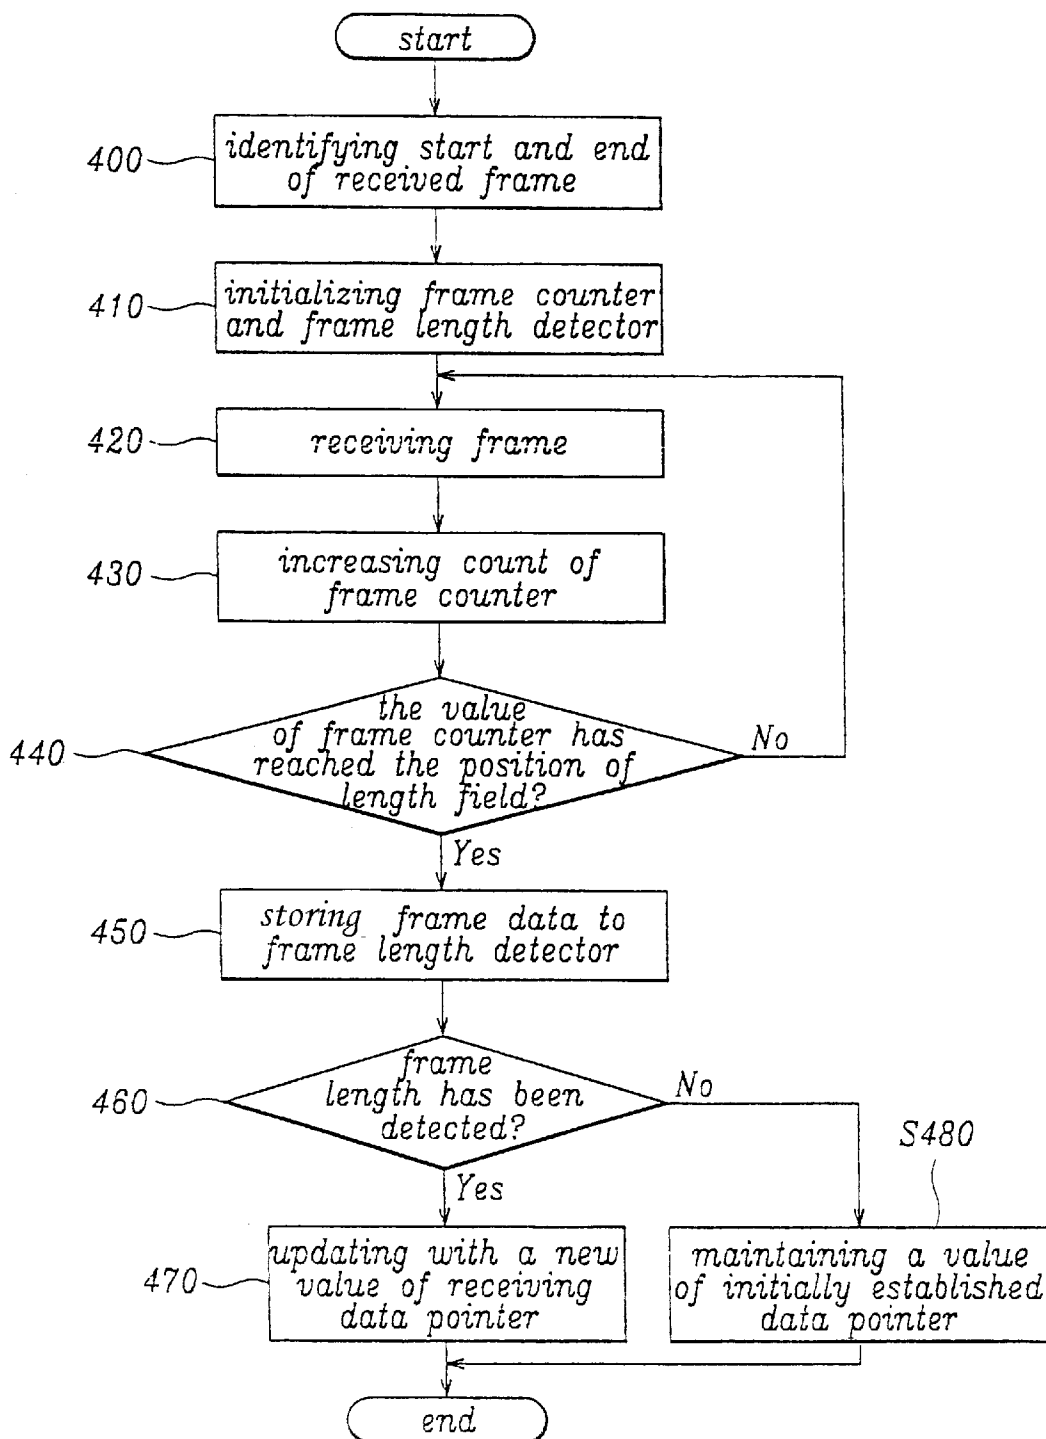 start
400
identifying start and end
of received frame
410
initializing frame counter
and frame length detector
420
receiving frame
430
increasing count of
frame counter
440
the value
of frame counter has
reached the position of
length field?
No
Yes
450
storing frame data to
frame length detector
460
frame
length has been
detected?
No
Yes
S480
470
updating with a new
value of receiving
data pointer
maintaining a value
of initially established
data pointer
end